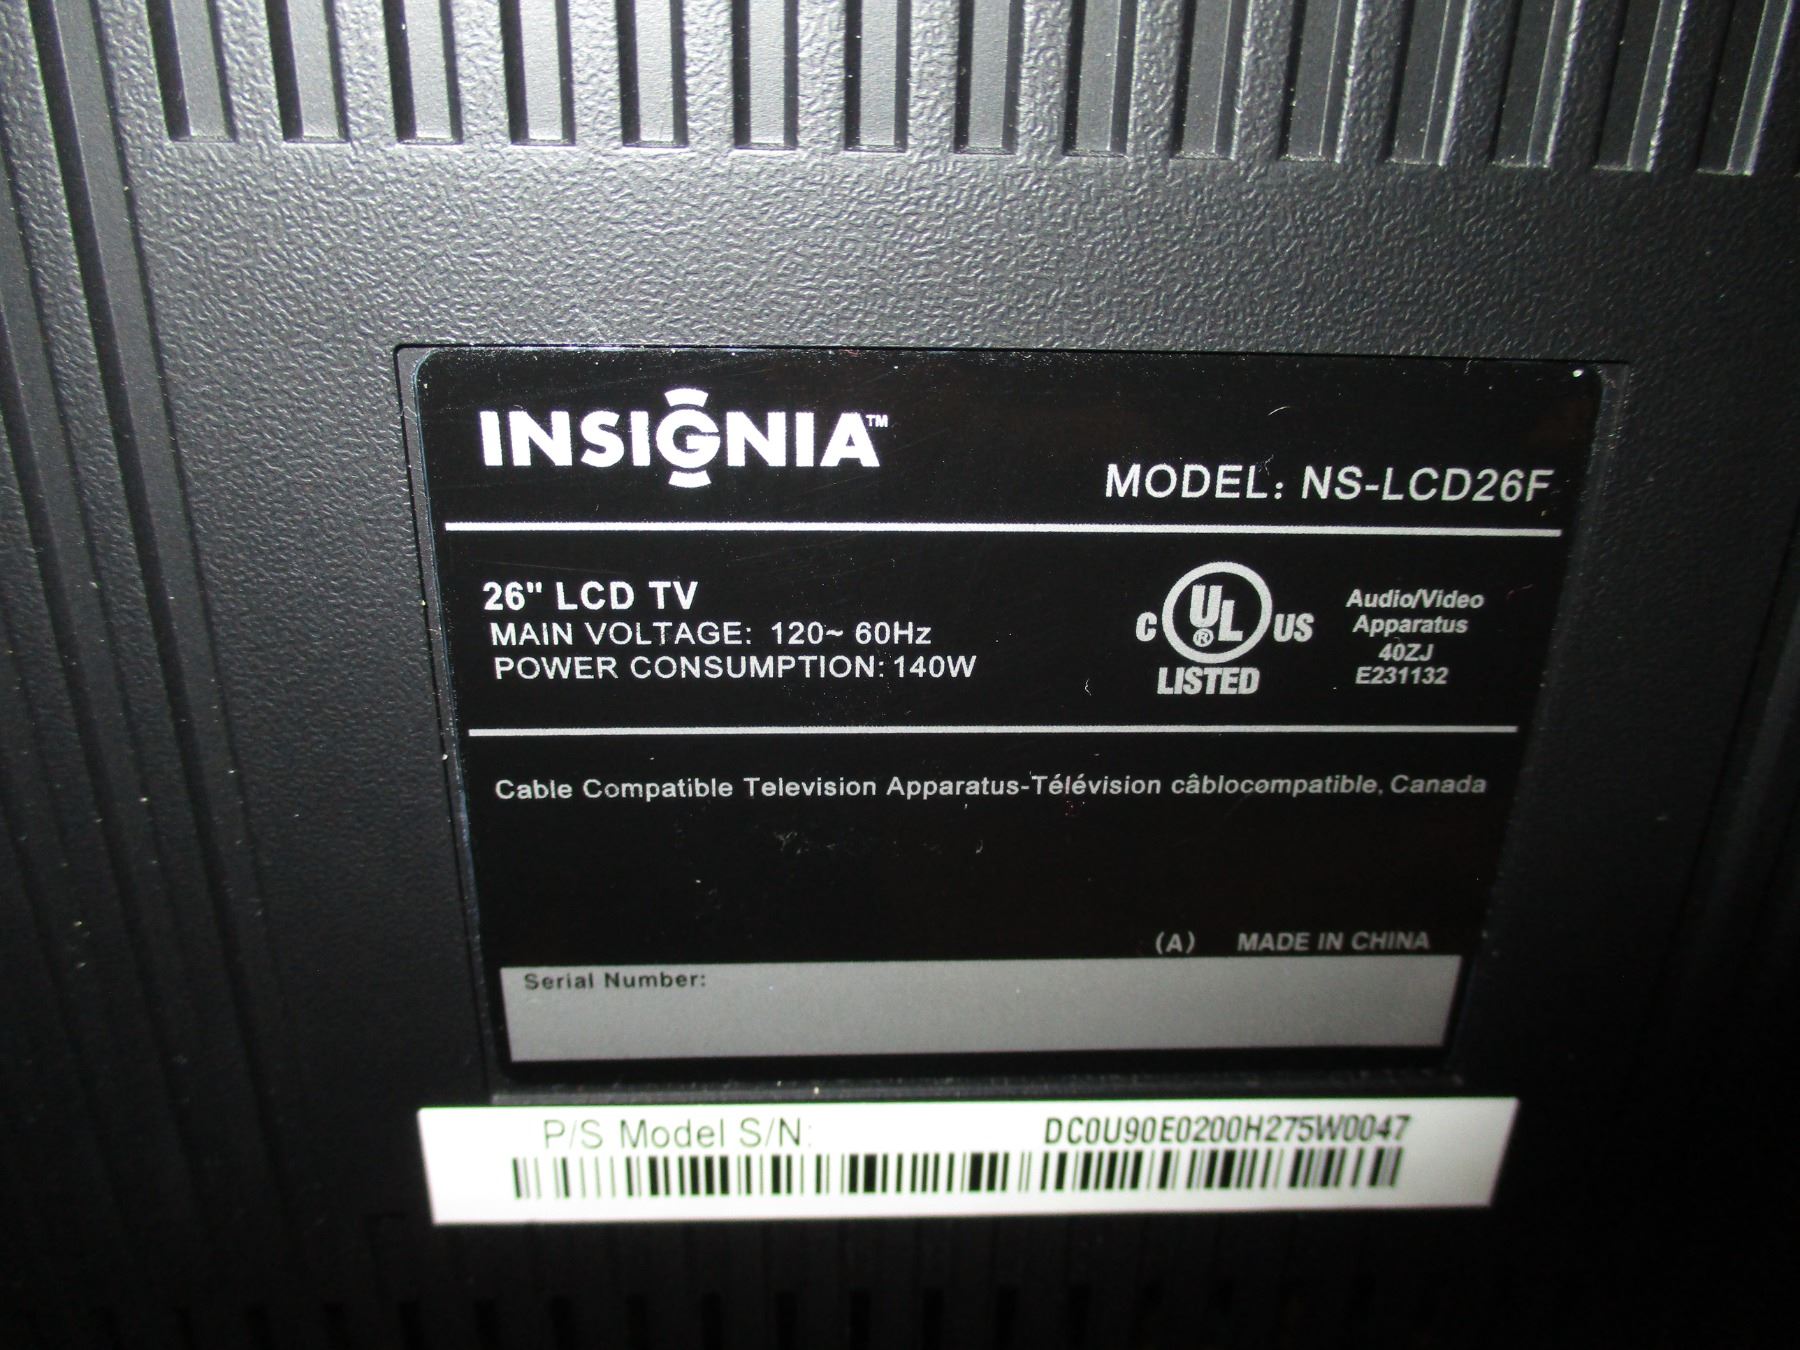 INSIGNIA™
MODEL: NS-LCD26F
26" LCD TV
MAIN VOLTAGE: 120~ 60Hz
POWER CONSUMPTION: 140W
C UL® US
LISTED
Audio/Video
Apparatus
40ZJ
E231132
Cable Compatible Television Apparatus-Télévision câblocompatible, Canada
(A) MADE IN CHINA
Serial Number:
P/S Model S/N: DC0U90E0200H275W0047